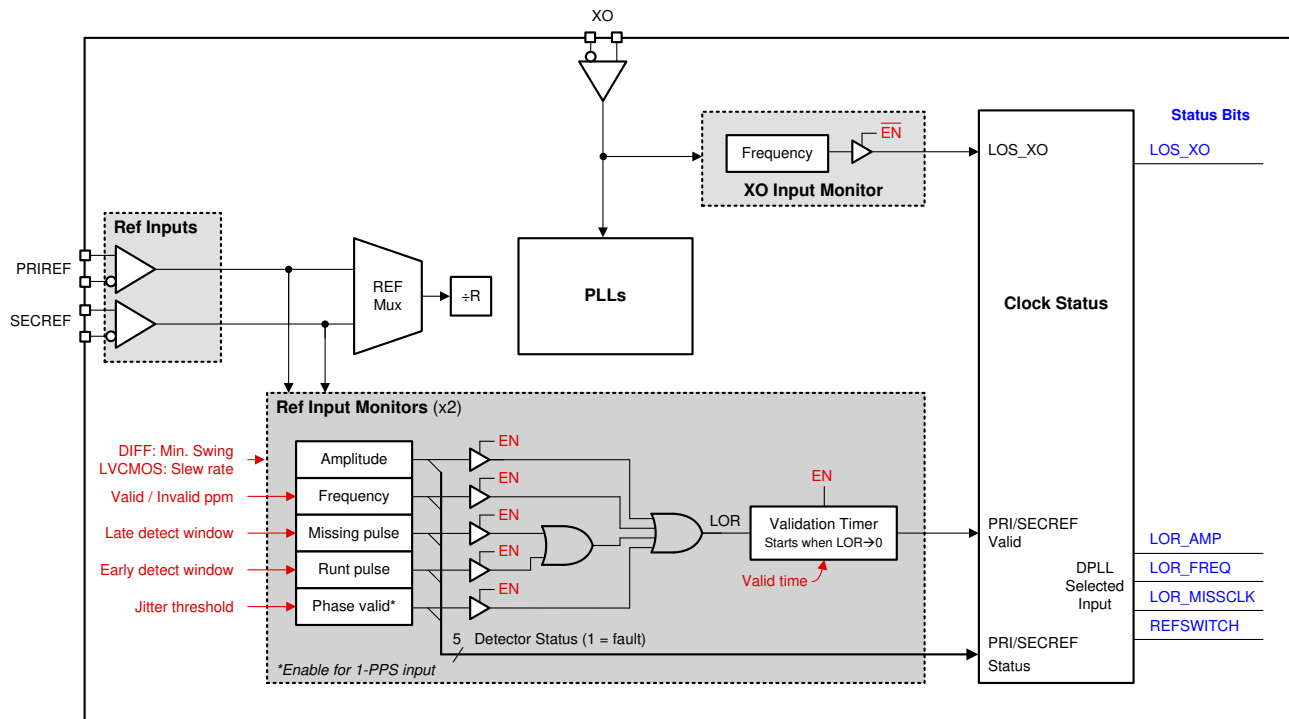 XO
Status Bits
EN
Frequency
LOS_XO
LOS_XO
XO Input Monitor
Ref Inputs
PRIREF
SECREF
REF
Mux
÷R
PLLs
Clock Status
Ref Input Monitors (x2)
DIFF: Min. Swing
LVCMOS: Slew rate
Amplitude
EN
Valid / Invalid ppm
Frequency
EN
Late detect window
Missing pulse
EN
Early detect window
Runt pulse
EN
Jitter threshold
Phase valid*
EN
LOR
EN
Validation Timer
Starts when LOR→0
Valid time
PRI/SECREF
Valid
DPLL
Selected
Input
LOR_AMP
LOR_FREQ
LOR_MISSCLK
REFSWITCH
5 Detector Status (1 = fault)
PRI/SECREF
Status
*Enable for 1-PPS input